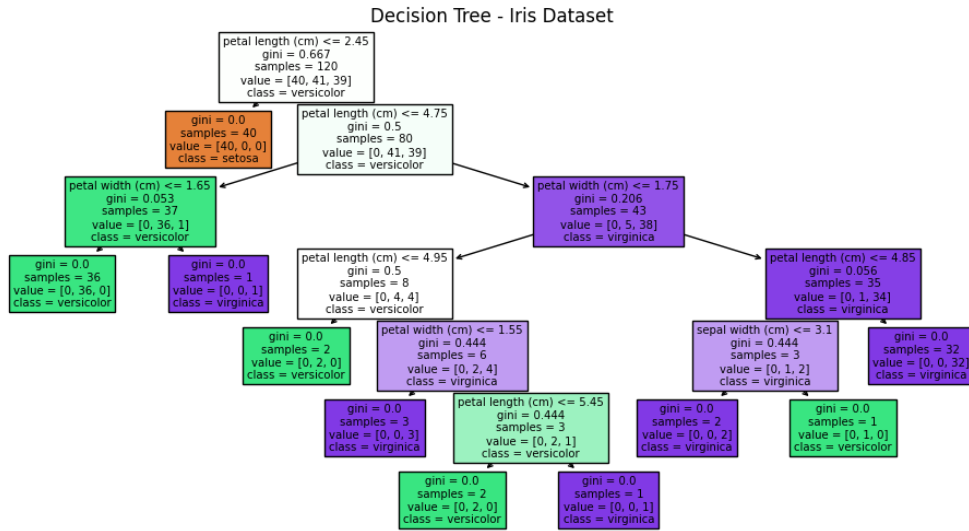 Decision Tree - Iris Dataset
petal length (cm) <= 2.45
gini = 0.667
samples = 120
value = [40, 41, 39]
class = versicolor
gini = 0.0
samples = 40
value = [40, 0, 0]
class = setosa
petal length (cm) <= 4.75
gini = 0.5
samples = 80
value = [0, 41, 39]
class = versicolor
petal width (cm) <= 1.65
gini = 0.053
samples = 37
value = [0, 36, 1]
class = versicolor
petal width (cm) <= 1.75
gini = 0.206
samples = 43
value = [0, 5, 38]
class = virginica
gini = 0.0
samples = 36
value = [0, 36, 0]
class = versicolor
gini = 0.0
samples = 1
value = [0, 0, 1]
class = virginica
petal length (cm) <= 4.95
gini = 0.5
samples = 8
value = [0, 4, 4]
class = versicolor
petal length (cm) <= 4.85
gini = 0.056
samples = 35
value = [0, 1, 34]
class = virginica
gini = 0.0
samples = 2
value = [0, 2, 0]
class = versicolor
petal width (cm) <= 1.55
gini = 0.444
samples = 6
value = [0, 2, 4]
class = virginica
sepal width (cm) <= 3.1
gini = 0.444
samples = 3
value = [0, 1, 2]
class = virginica
gini = 0.0
samples = 32
value = [0, 0, 32]
class = virginica
gini = 0.0
samples = 3
value = [0, 0, 3]
class = virginica
petal length (cm) <= 5.45
gini = 0.444
samples = 3
value = [0, 2, 1]
class = versicolor
gini = 0.0
samples = 2
value = [0, 0, 2]
class = virginica
gini = 0.0
samples = 1
value = [0, 1, 0]
class = versicolor
gini = 0.0
samples = 2
value = [0, 2, 0]
class = versicolor
gini = 0.0
samples = 1
value = [0, 0, 1]
class = virginica